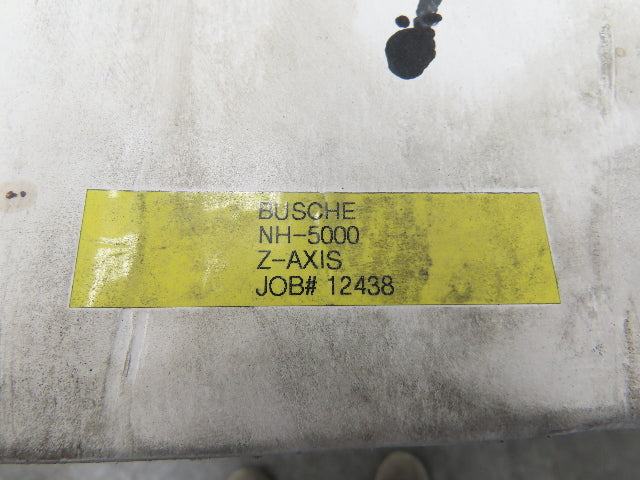 BUSCHE
NH-5000
Z-AXIS
JOB# 12438